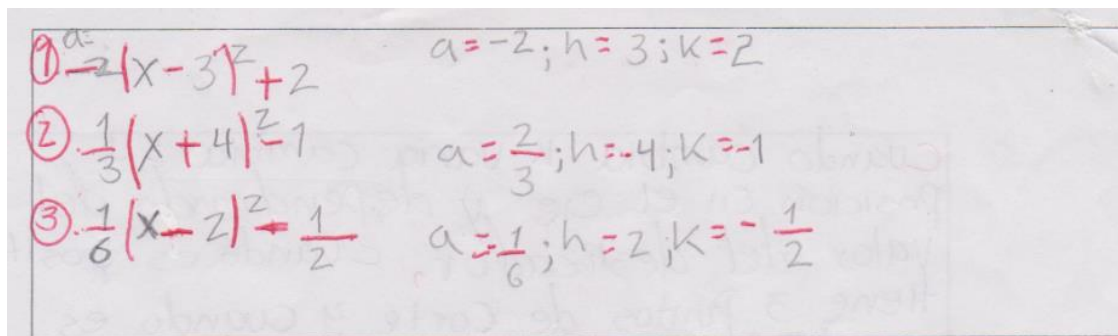 ① a= -2(x-3)²+2 a=-2; h=3; K=2
② . 1/3 (x+4)²-1 a=2/3; h=-4; K=-1
③ . 1/6 (x-2)²-1/2 a=-1/6; h=2; K=-1/2